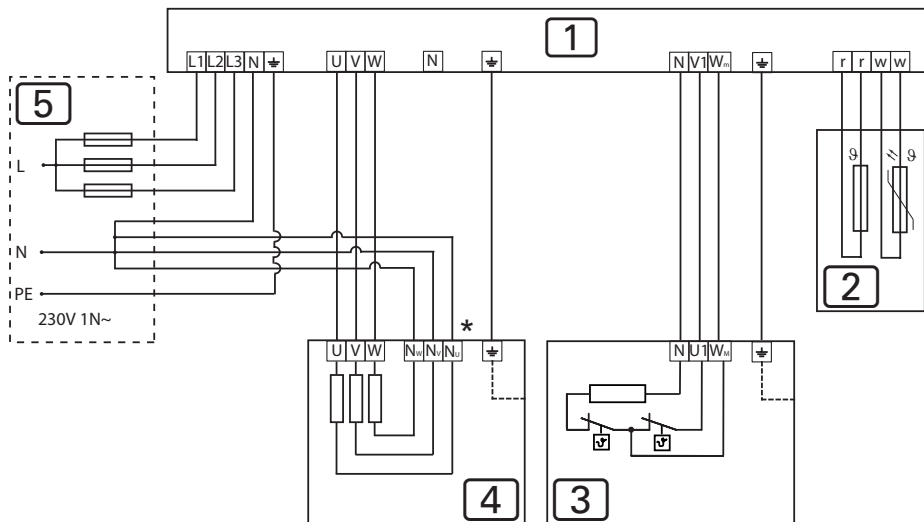 1
L1 L2 L3 N U V W N N V1 Wm r r w w
5
L
ϑ ϑ
N
2
PE
230V 1N~
*
U V W NW NV NU N U1 WM
ϑ ϑ
4 3